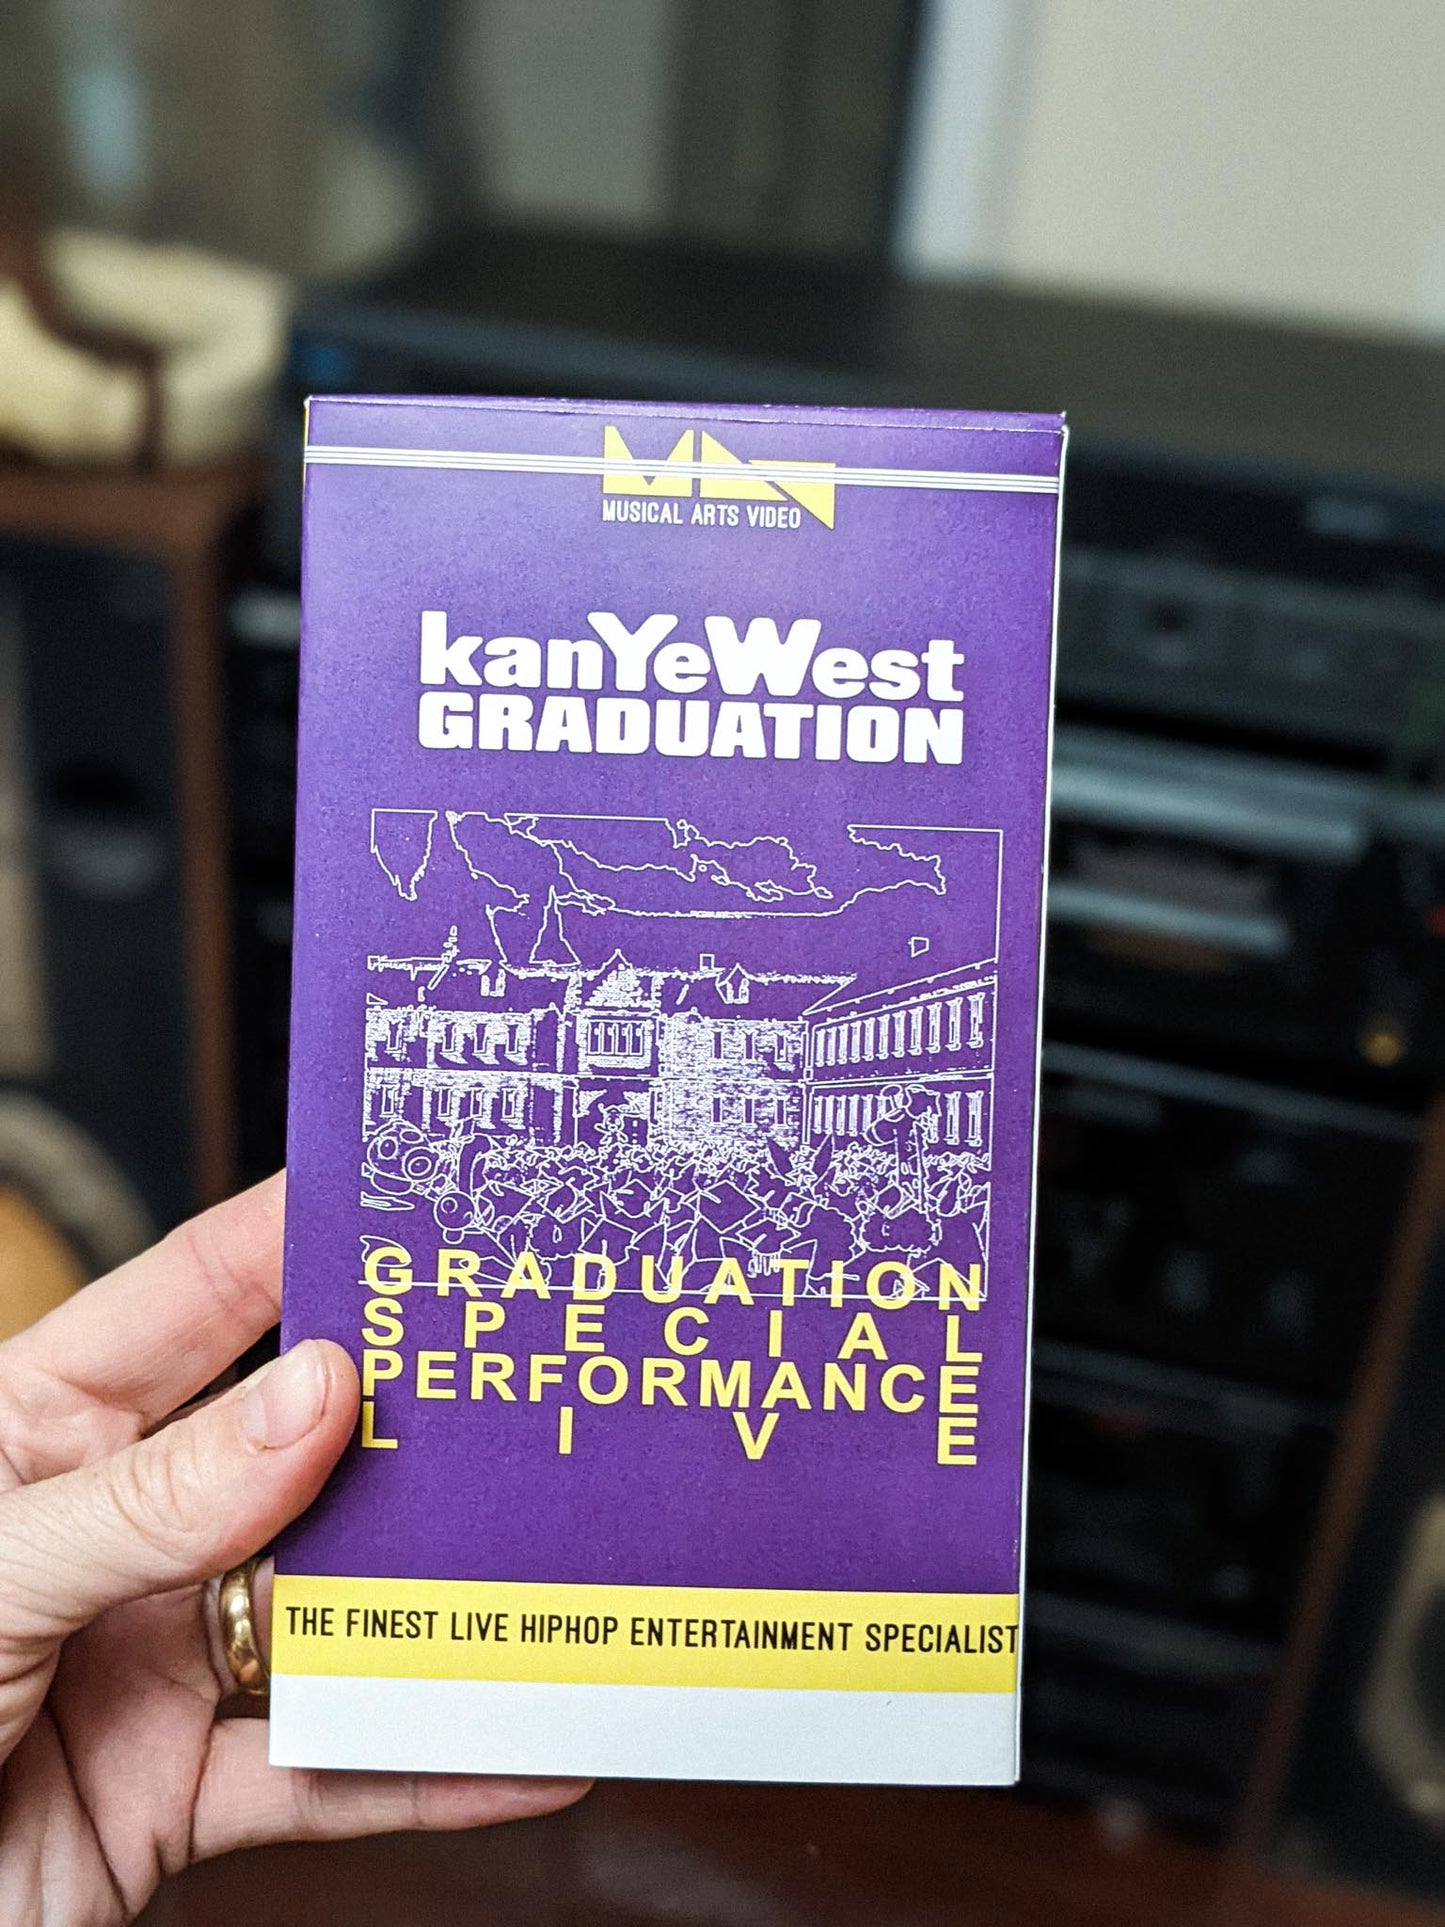 MUSICAL ARTS VIDEO
kanYeWest
GRADUATION
GRADUATION
SPECIAL
PERFORMANCE
LIVE
THE FINEST LIVE HIPHOP ENTERTAINMENT SPECIALIST